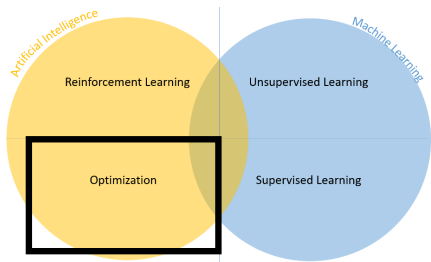 Artificial Intelligence
Machine Learning
Reinforcement Learning
Unsupervised Learning
Optimization
Supervised Learning